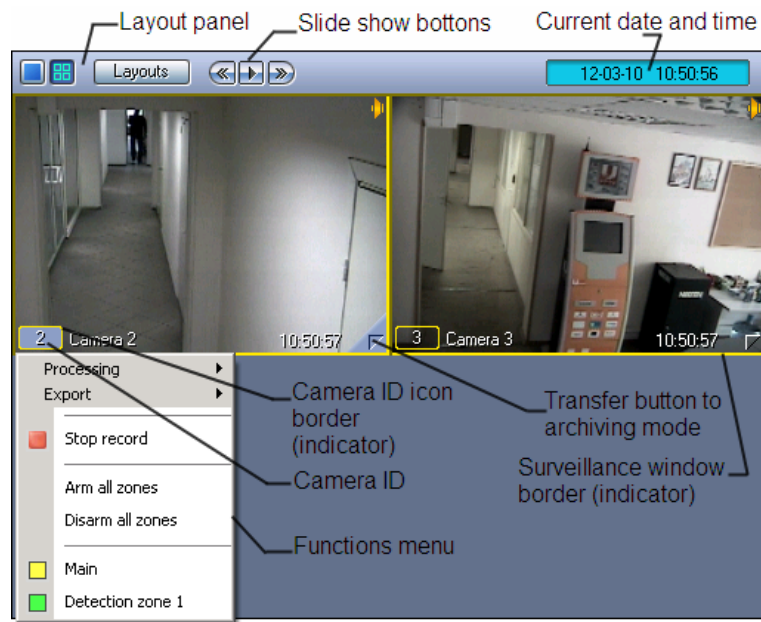 Layout panel
Slide show bottons
Current date and time
Layouts
12-03-10 10:50:56
2 Camera 2 10:50:57
3 Camera 3 10:50:57
Processing
Export
Stop record
Arm all zones
Disarm all zones
Main
Detection zone 1
Camera ID icon
border
(indicator)
Camera ID
Functions menu
Transfer button to
archiving mode
Surveillance window
border (indicator)